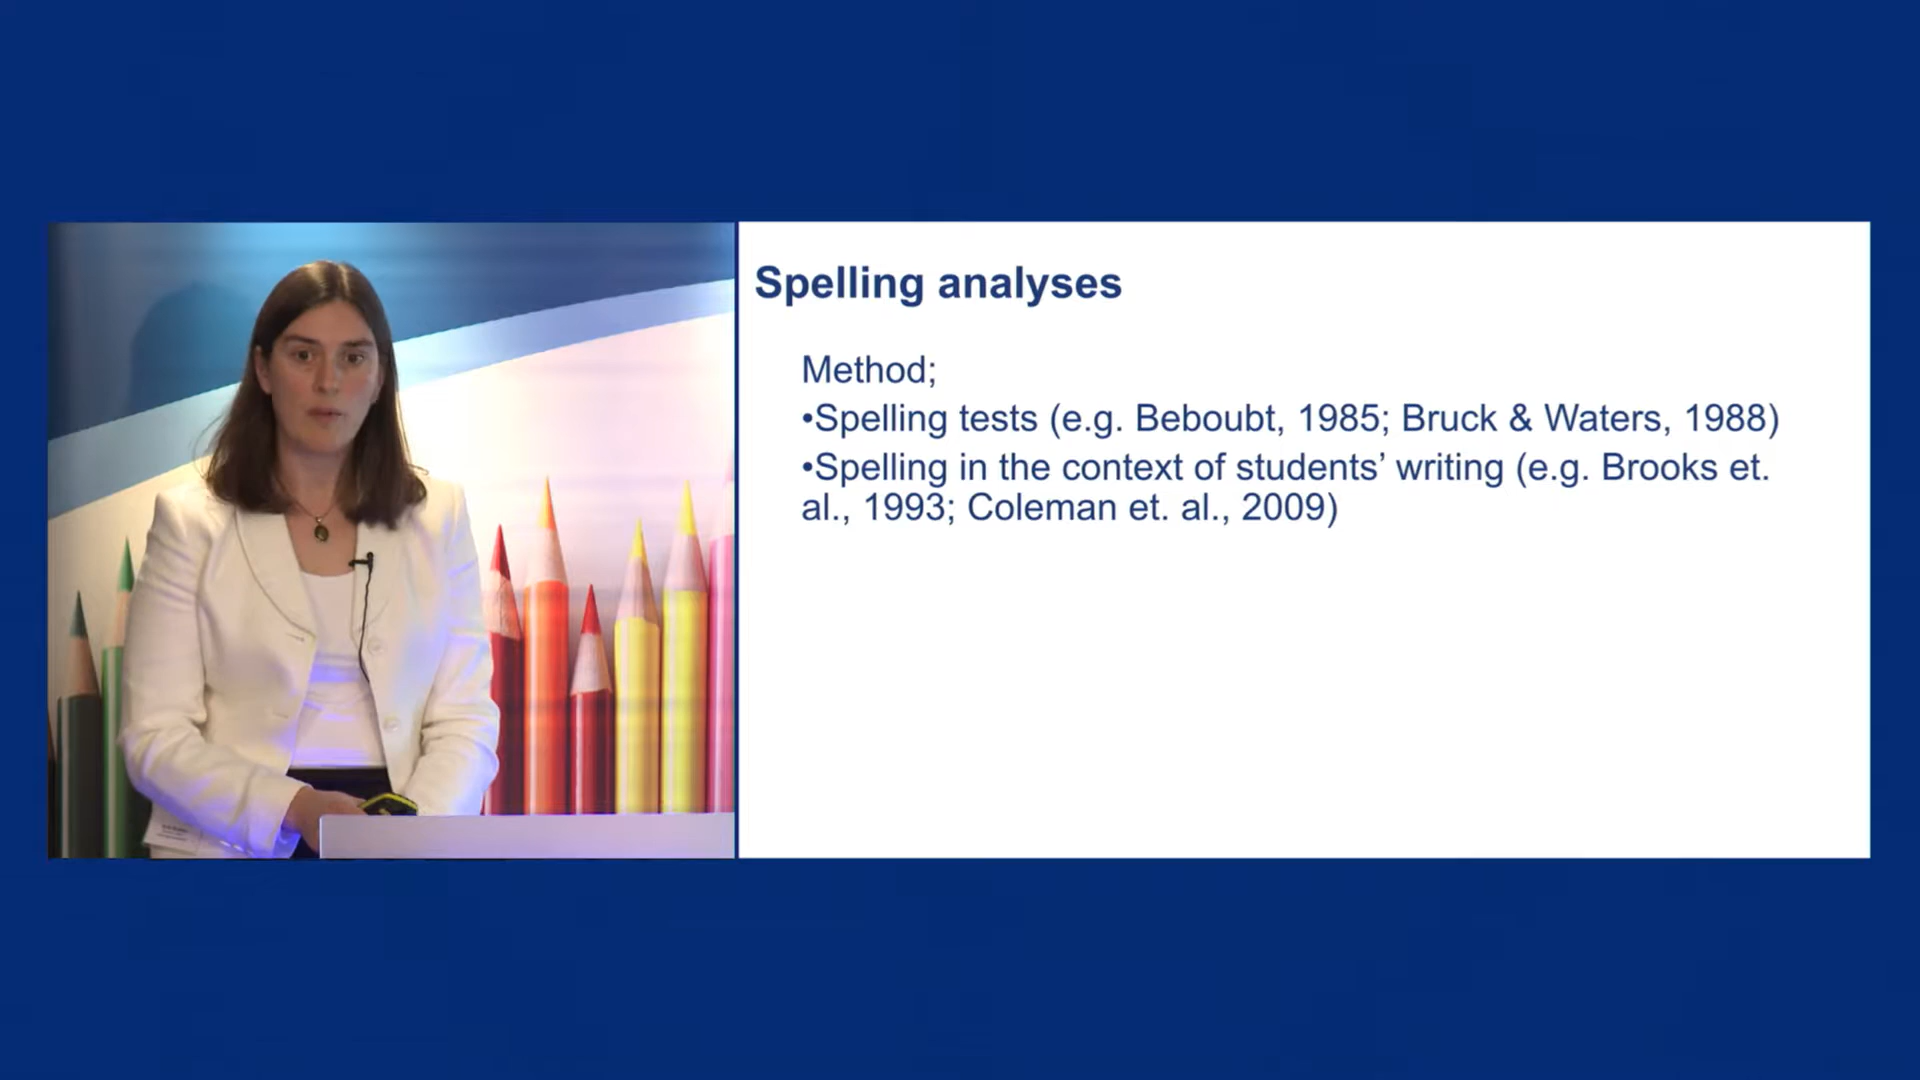 Spelling analyses
Method;
•Spelling tests (e.g. Beboubt, 1985; Bruck & Waters, 1988)
•Spelling in the context of students’ writing (e.g. Brooks et.
al., 1993; Coleman et. al., 2009)